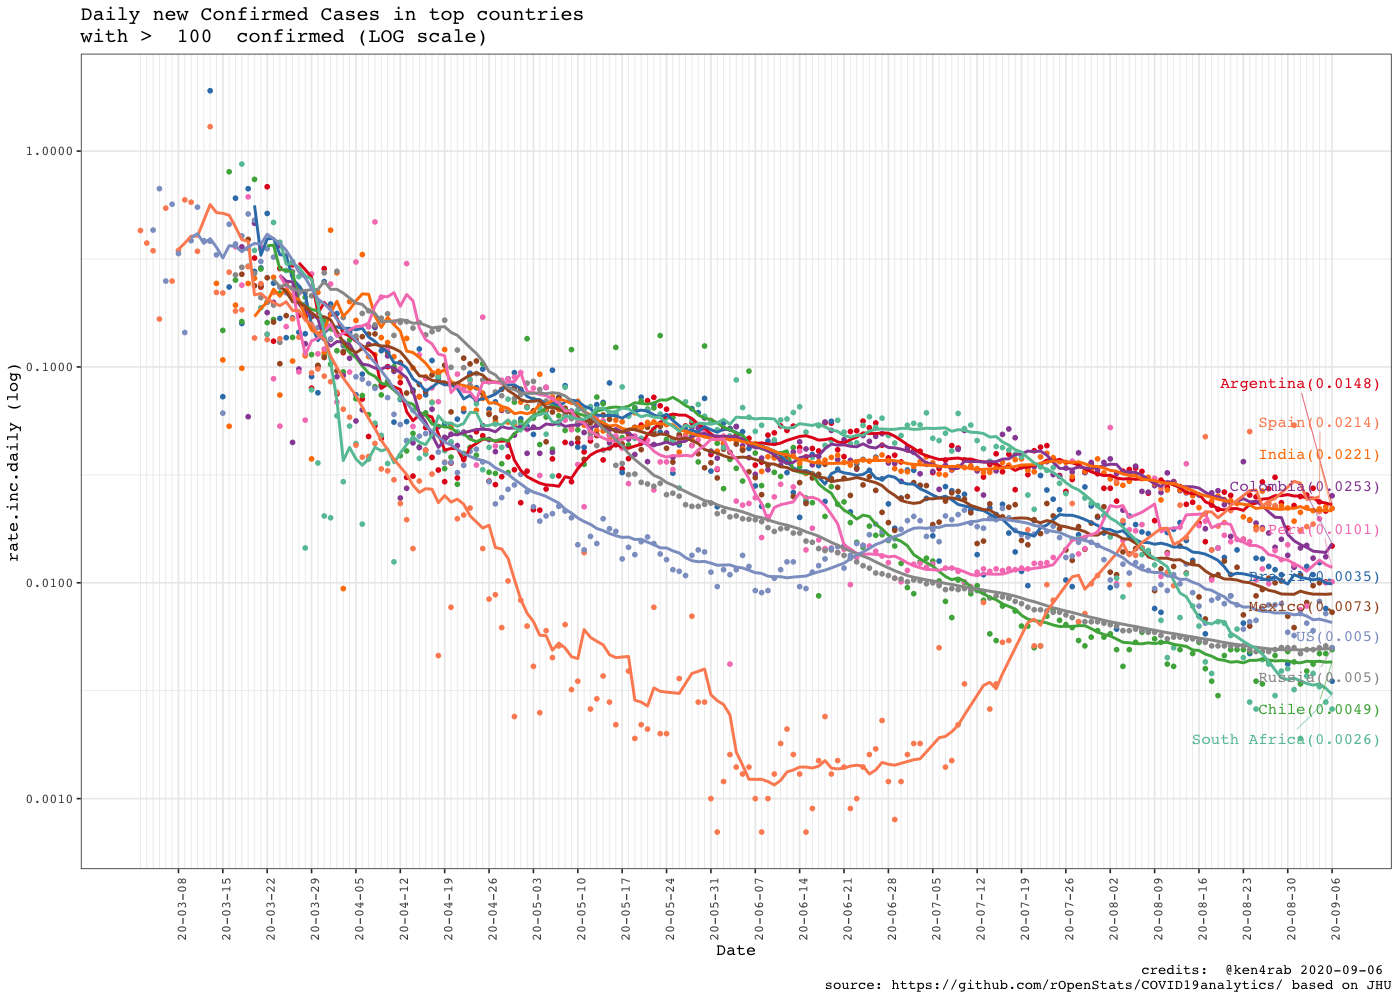 Daily new Confirmed Cases in top countries
with >  100  confirmed (LOG scale)
rate.inc.daily (log)
1.0000
0.1000
0.0100
0.0010
Argentina(0.0148)
Spain(0.0214)
India(0.0221)
Colombia(0.0253)
Peru(0.0101)
Brazil(0.0035)
Mexico(0.0073)
US(0.005)
Russia(0.005)
Chile(0.0049)
South Africa(0.0026)
20-03-08
20-03-15
20-03-22
20-03-29
20-04-05
20-04-12
20-04-19
20-04-26
20-05-03
20-05-10
20-05-17
20-05-24
20-05-31
20-06-07
20-06-14
20-06-21
20-06-28
20-07-05
20-07-12
20-07-19
20-07-26
20-08-02
20-08-09
20-08-16
20-08-23
20-08-30
20-09-06
Date
credits:  @ken4rab 2020-09-06
source: https://github.com/rOpenStats/COVID19analytics/ based on JHU